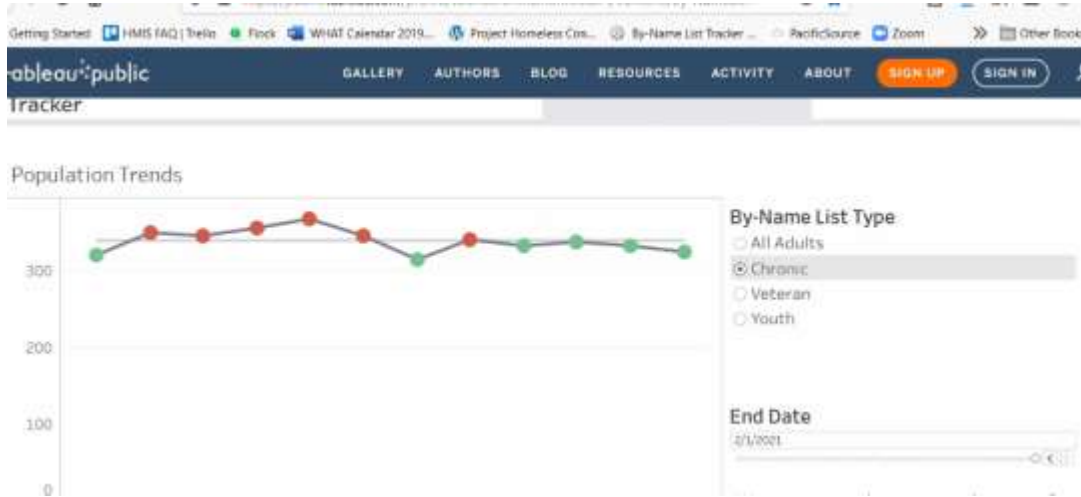 Getting Started HMIS FAQ | Trello Flock WHAT Calendar 2019... Project Homeless Con... By-Name List Tracker ... PacificSource Zoom » Other Book
ableau public GALLERY AUTHORS BLOG RESOURCES ACTIVITY ABOUT SIGN UP SIGN IN
Tracker
Population Trends
By-Name List Type
All Adults
Chronic
Veteran
Youth
300
200
100
0
End Date
2/1/2021